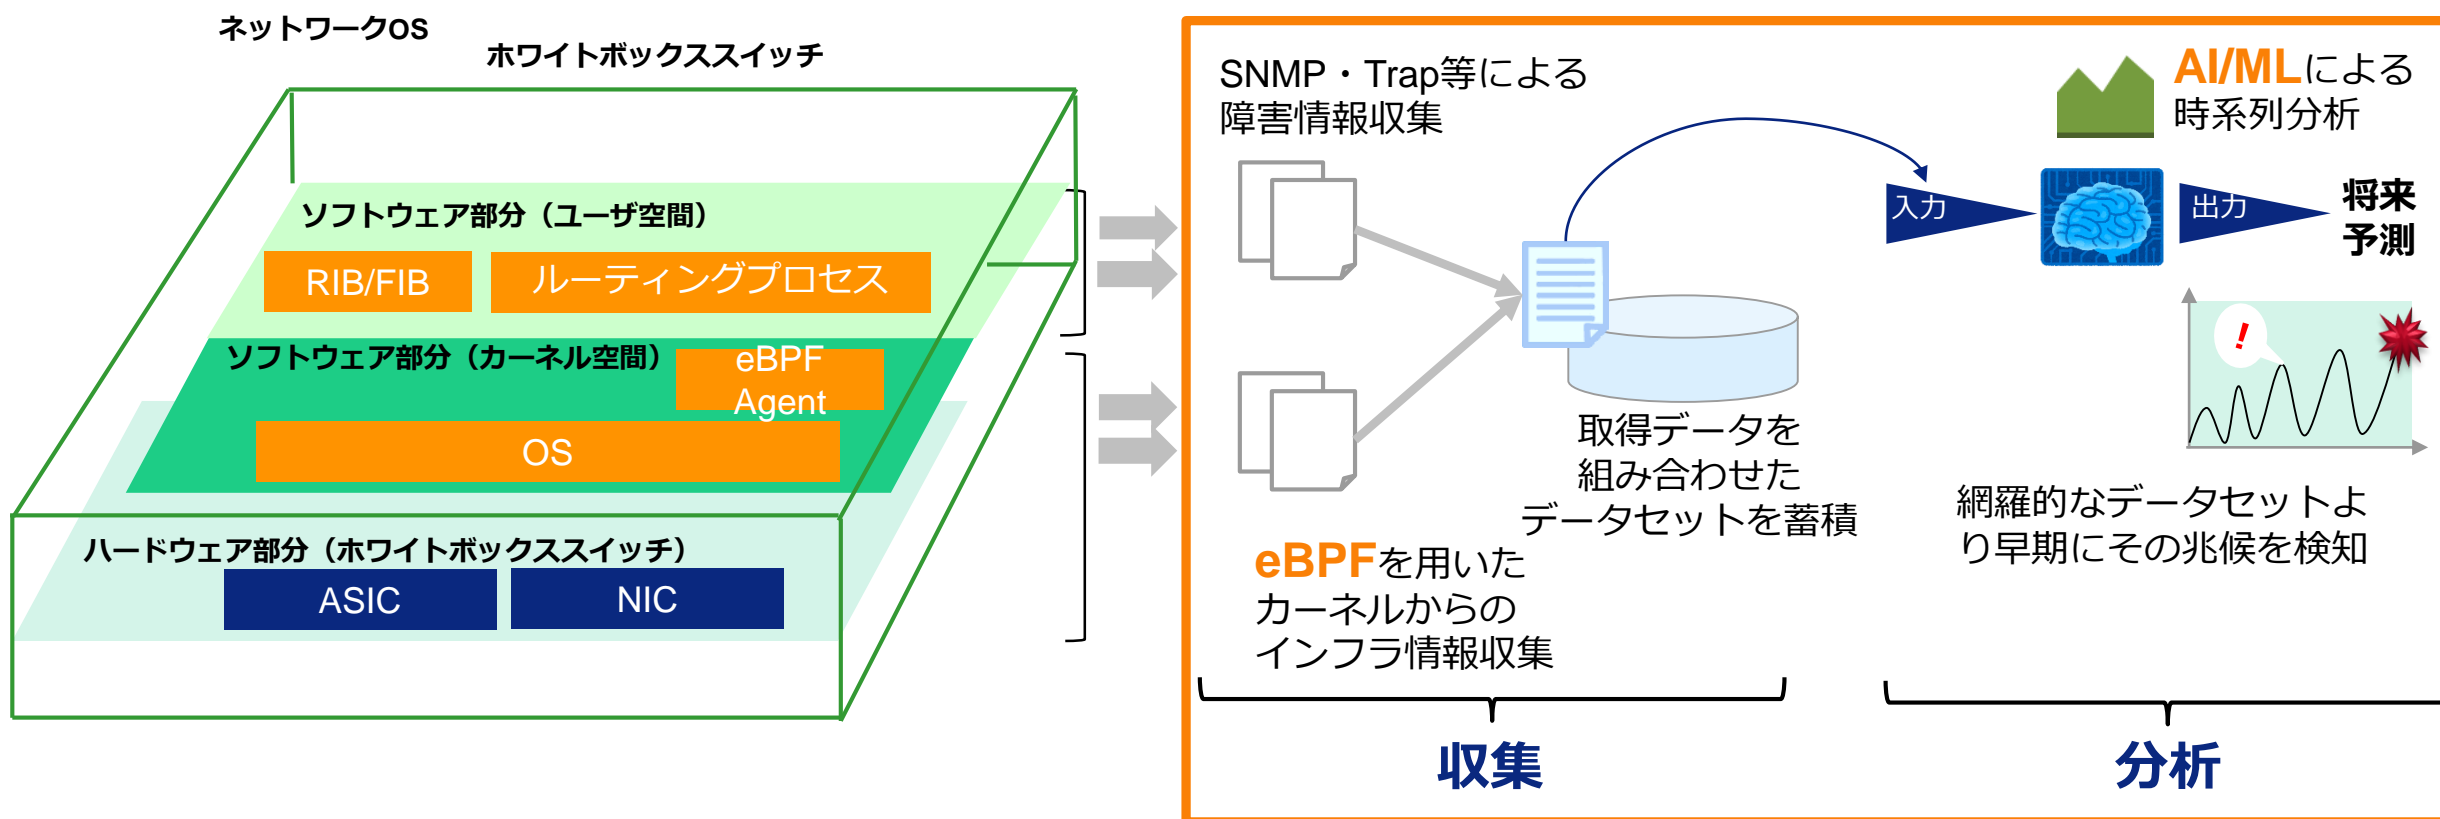 ネットワークOS
ホワイトボックススイッチ
ソフトウェア部分（ユーザ空間）
RIB/FIB
ルーティングプロセス
ソフトウェア部分（カーネル空間）
eBPF
Agent
OS
ハードウェア部分（ホワイトボックススイッチ）
ASIC
NIC
SNMP・Trap等による
障害情報収集
eBPFを用いた
カーネルからの
インフラ情報収集
取得データを
組み合わせた
データセットを蓄積
収集
AI/MLによる
時系列分析
入力
出力
将来
予測
!
網羅的なデータセットよ
り早期にその兆候を検知
分析